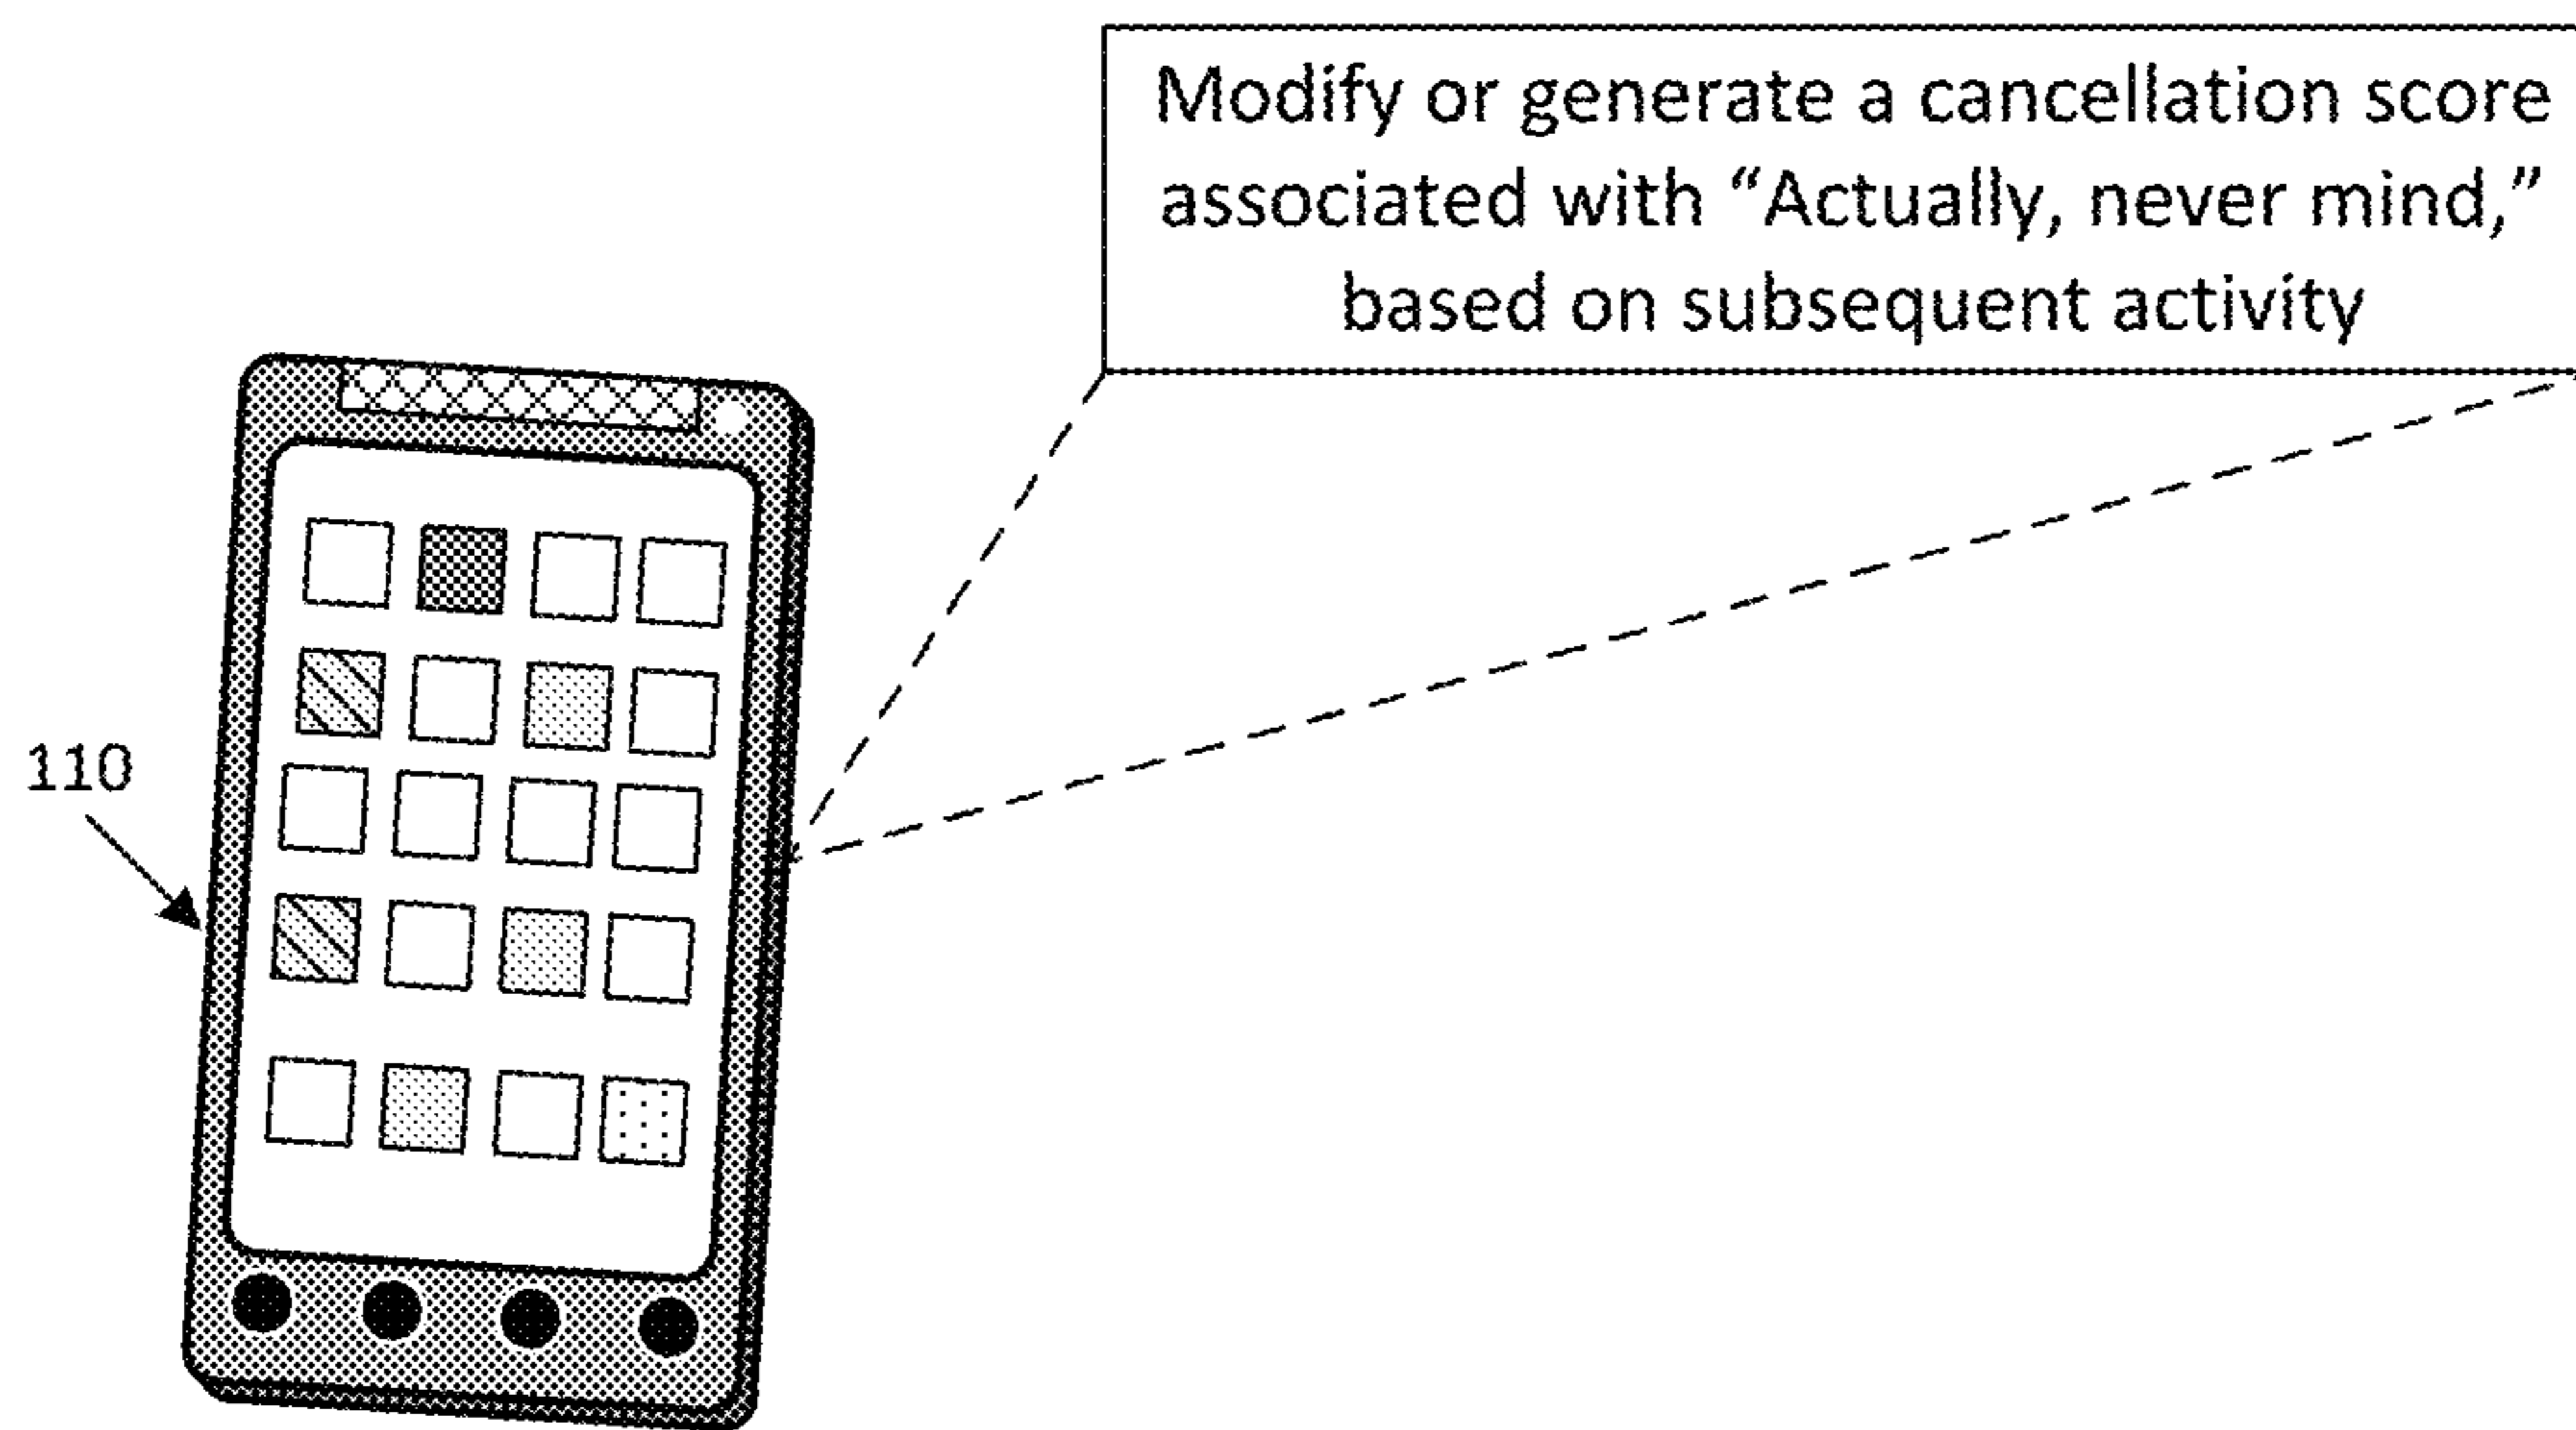 Modify or generate a cancellation score
associated with “Actually, never mind,”
based on subsequent activity
110